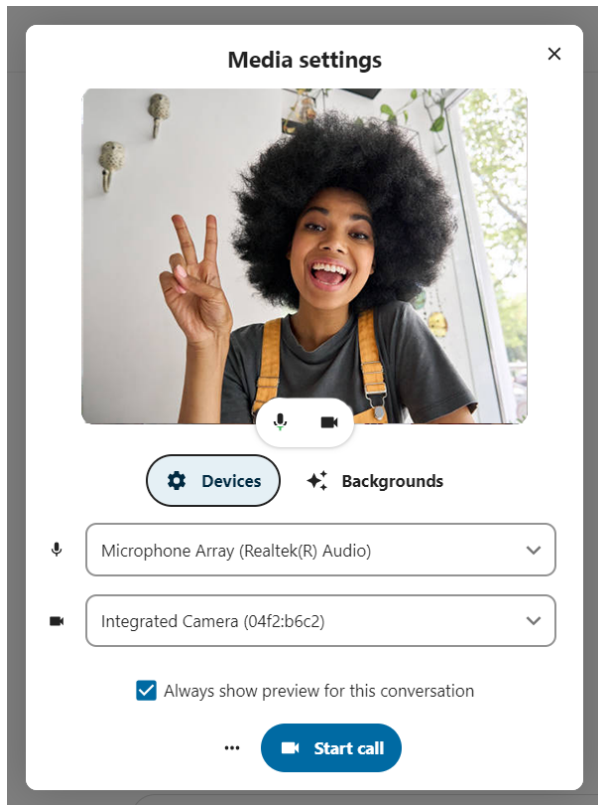 Media settings
Devices
Backgrounds
Microphone Array (Realtek(R) Audio)
Integrated Camera (04f2:b6c2)
Always show preview for this conversation
Start call